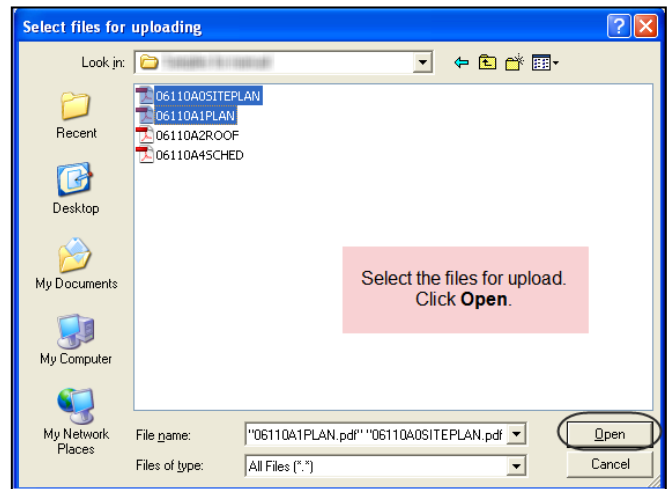 Select files for uploading
Look in:
06110A0SITEPLAN
06110A1PLAN
06110A2ROOF
06110A4SCHED
Recent
Desktop
My Documents
My Computer
My Network
Places
Select the files for upload.
Click Open.
File name: "06110A1PLAN.pdf" "06110A0SITEPLAN.pdf Open
Files of type: All Files (*.*) Cancel